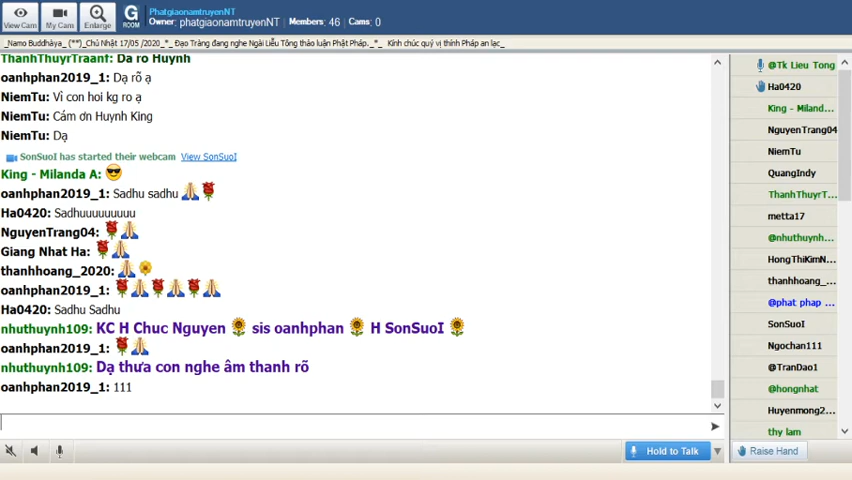 View Cam My Cam Enlarge G ROOM PhatgiaonamtruyenNT
Owner: phatgiaonamtruyenNT Members: 46 Cams: 0
_Namo Buddhàya_ (**)_Chủ Nhật 17/05 /2020_*_ Đạo Tràng đang nghe Ngài Liễu Tông thảo luận Phật Pháp._*_ Kính chúc quý vị thính Pháp an lạc_
ThanhThuyrTraanf: Da ro Huynh
oanhphan2019_1: Dạ rõ ạ
NiemTu: Vì con hoi kg ro ạ
NiemTu: Cám ơn Huynh King
NiemTu: Dạ
SonSuoI has started their webcam View SonSuoI
King - Milanda A:
oanhphan2019_1: Sadhu sadhu
Ha0420: Sadhuuuuuuuuu
NguyenTrang04:
Giang Nhat Ha:
thanhhoang_2020:
oanhphan2019_1:
Ha0420: Sadhu Sadhu
nhuthuynh109: KC H Chuc Nguyen sis oanhphan H SonSuoI
oanhphan2019_1:
nhuthuynh109: Dạ thưa con nghe âm thanh rõ
oanhphan2019_1: 111
Hold to Talk
@Tk Lieu Tong
Ha0420
King - Miland...
NguyenTrang04
NiemTu
QuangIndy
ThanhThuyrT...
metta17
@nhuthuynh...
HongThiKimN...
thanhhoang_...
@phat phap ...
SonSuoI
Ngochan111
@TranDao1
@hongnhat
Huyenmong2...
thy lam
Raise Hand